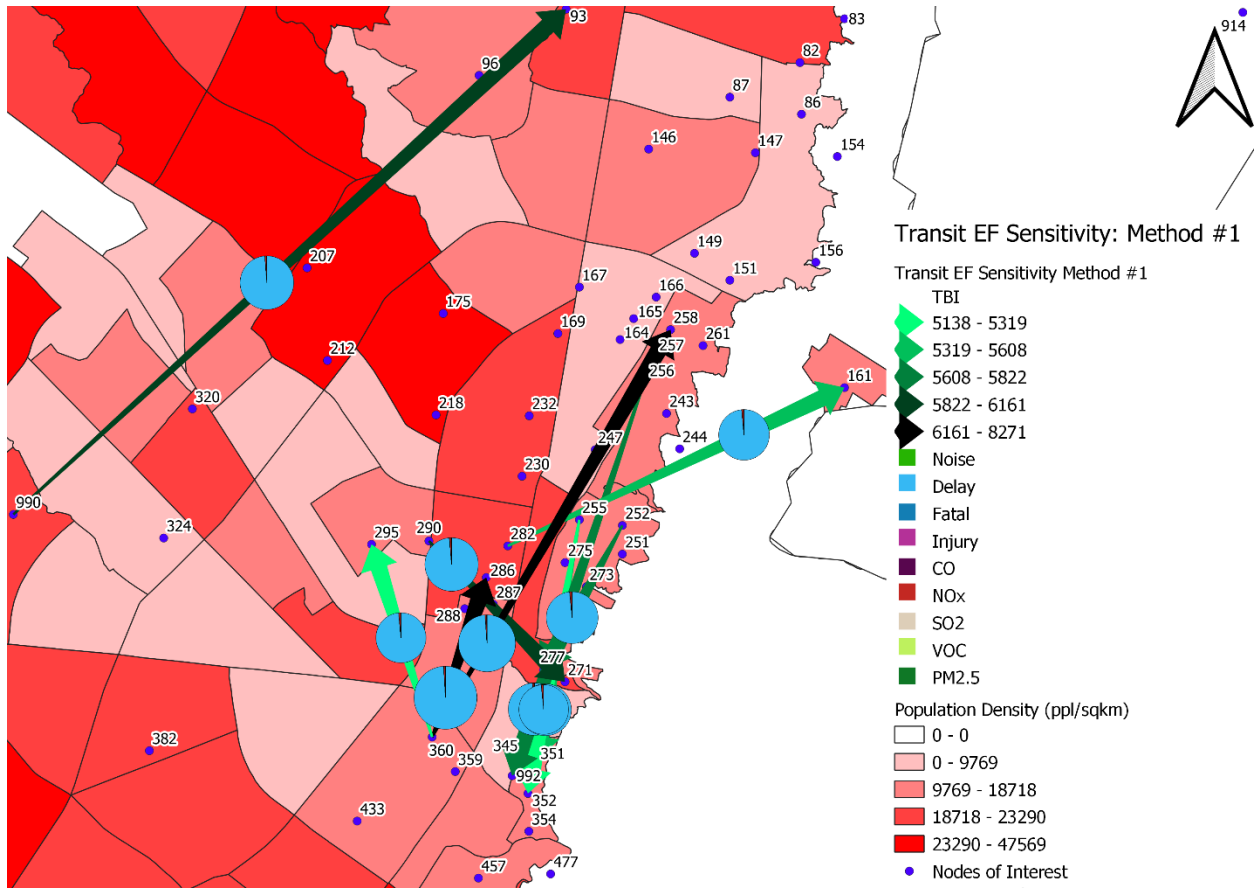 93
83
914
96
82
87
86
146
147
154
149
156
207
151
167
166
175
165
258
169
164
261
257
212
256
161
320
218
232
243
247
244
230
990
255
252
324
295
290
282
275
251
286
273
287
288
277
271
382
360
345
351
359
992
352
433
354
457
477
Transit EF Sensitivity: Method #1
Transit EF Sensitivity Method #1
TBI
5138 - 5319
5319 - 5608
5608 - 5822
5822 - 6161
6161 - 8271
Noise
Delay
Fatal
Injury
CO
NOx
SO2
VOC
PM2.5
Population Density (ppl/sqkm)
0 - 0
0 - 9769
9769 - 18718
18718 - 23290
23290 - 47569
Nodes of Interest